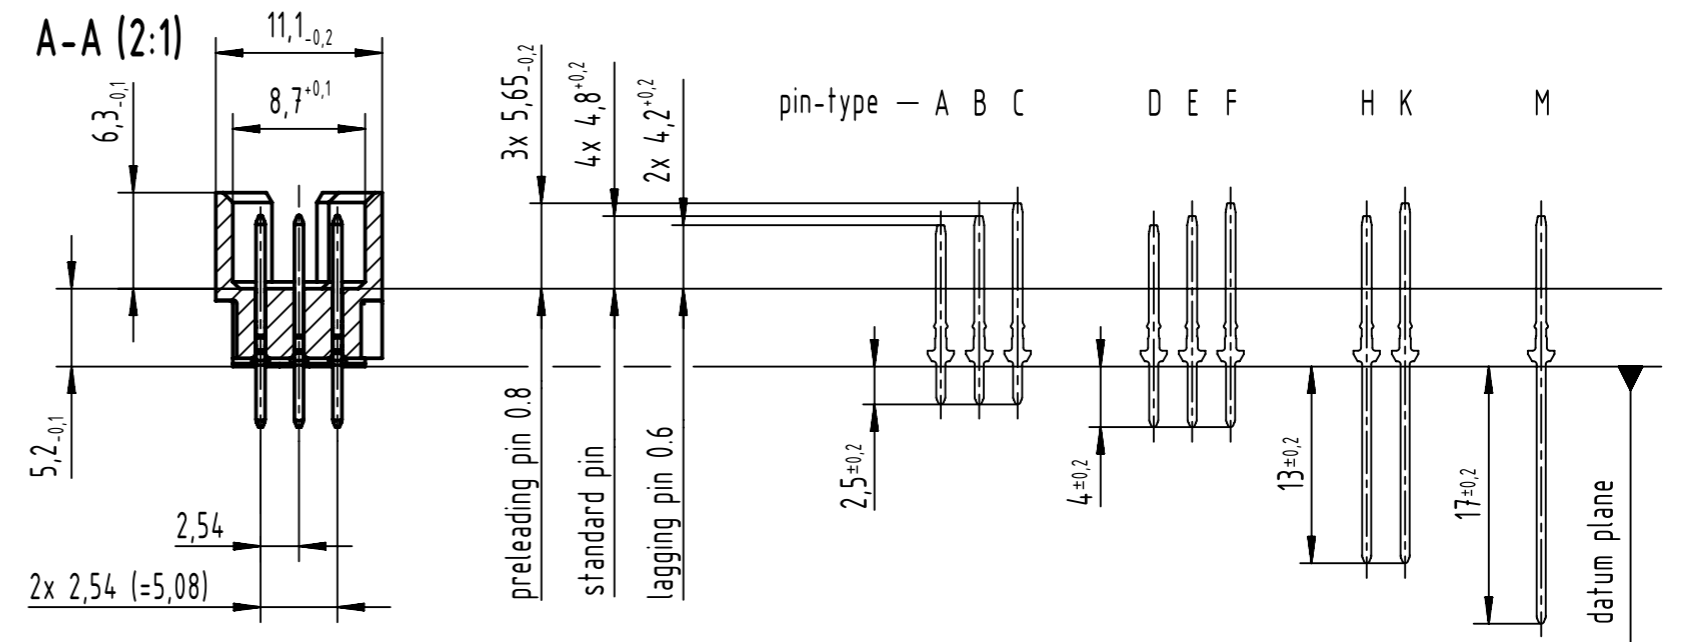 A-A (2:1)
11,1-0,2
8,7+0,1
6,3-0,1
5,2-0,1
2,54
2x 2,54 (=5,08)
3x 5,65-0,2
4x 4,8+0,2
2x 4,2+0,2
preleading pin 0.8
standard pin
lagging pin 0.6
pin-type — A B C D E F H K M
2,5±0,2
4±0,2
13±0,2
17±0,2
datum plane